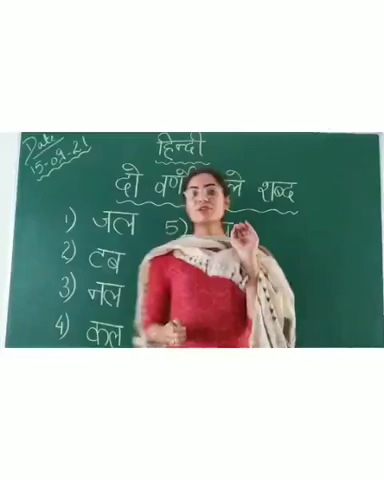 Date
15-09-21
हिन्दी
दो वर्ण ले शब्द
1) जल
2) टब
3) नल
4) कल
5)